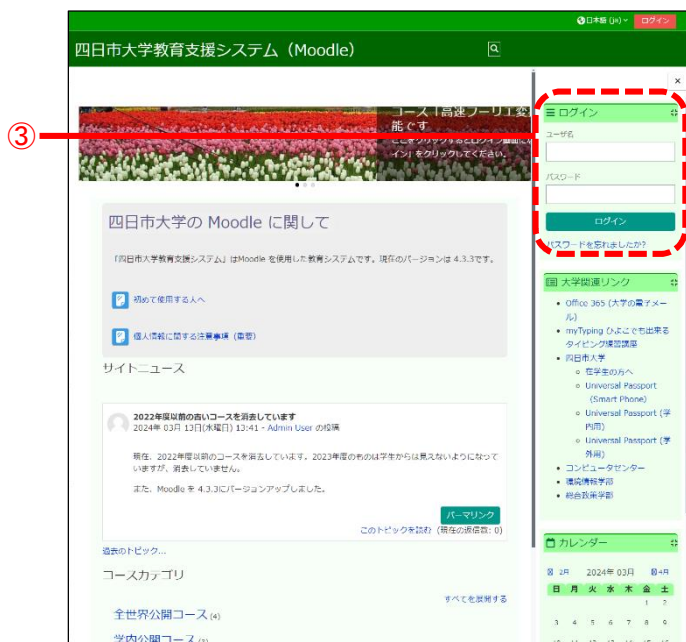 日本語 (ja)
ログイン
四日市大学教育支援システム（Moodle）
③
能です
イン」をクリックしてください。
四日市大学の Moodle に関して
「四日市大学教育支援システム」はMoodle を使用した教育システムです。現在のバージョンは 4.3.3です。
初めて使用する人へ
個人情報に関する注意事項（重要）
サイトニュース
2022年度以前の古いコースを消去しています
2024年 03月 13日(水曜日) 13:41 - Admin User の投稿
現在、2022年度以前のコースを消去しています。2023年度のものは学生からは見えないようになって
いますが、消去していません。
また、Moodle を 4.3.3にバージョンアップしました。
パーマリンク
このトピックを読む (現在の返信数: 0)
過去のトピック...
コースカテゴリ
すべてを展開する
全世界公開コース (4)
学内公開コース
ログイン
ユーザ名
パスワード
ログイン
パスワードを忘れましたか?
大学関連リンク
Office 365 (大学の電子メー
ル)
myTyping ひよこでも出来る
タイピング練習講座
四日市大学
在学生の方へ
Universal Passport
(Smart Phone)
Universal Passport (学
内用)
Universal Passport (学
外用)
コンピュータセンター
環境情報学部
総合政策学部
カレンダー
2月 2024年 03月 4月
日 月 火 水 木 金 土
1 2
3 4 5 6 7 8 9